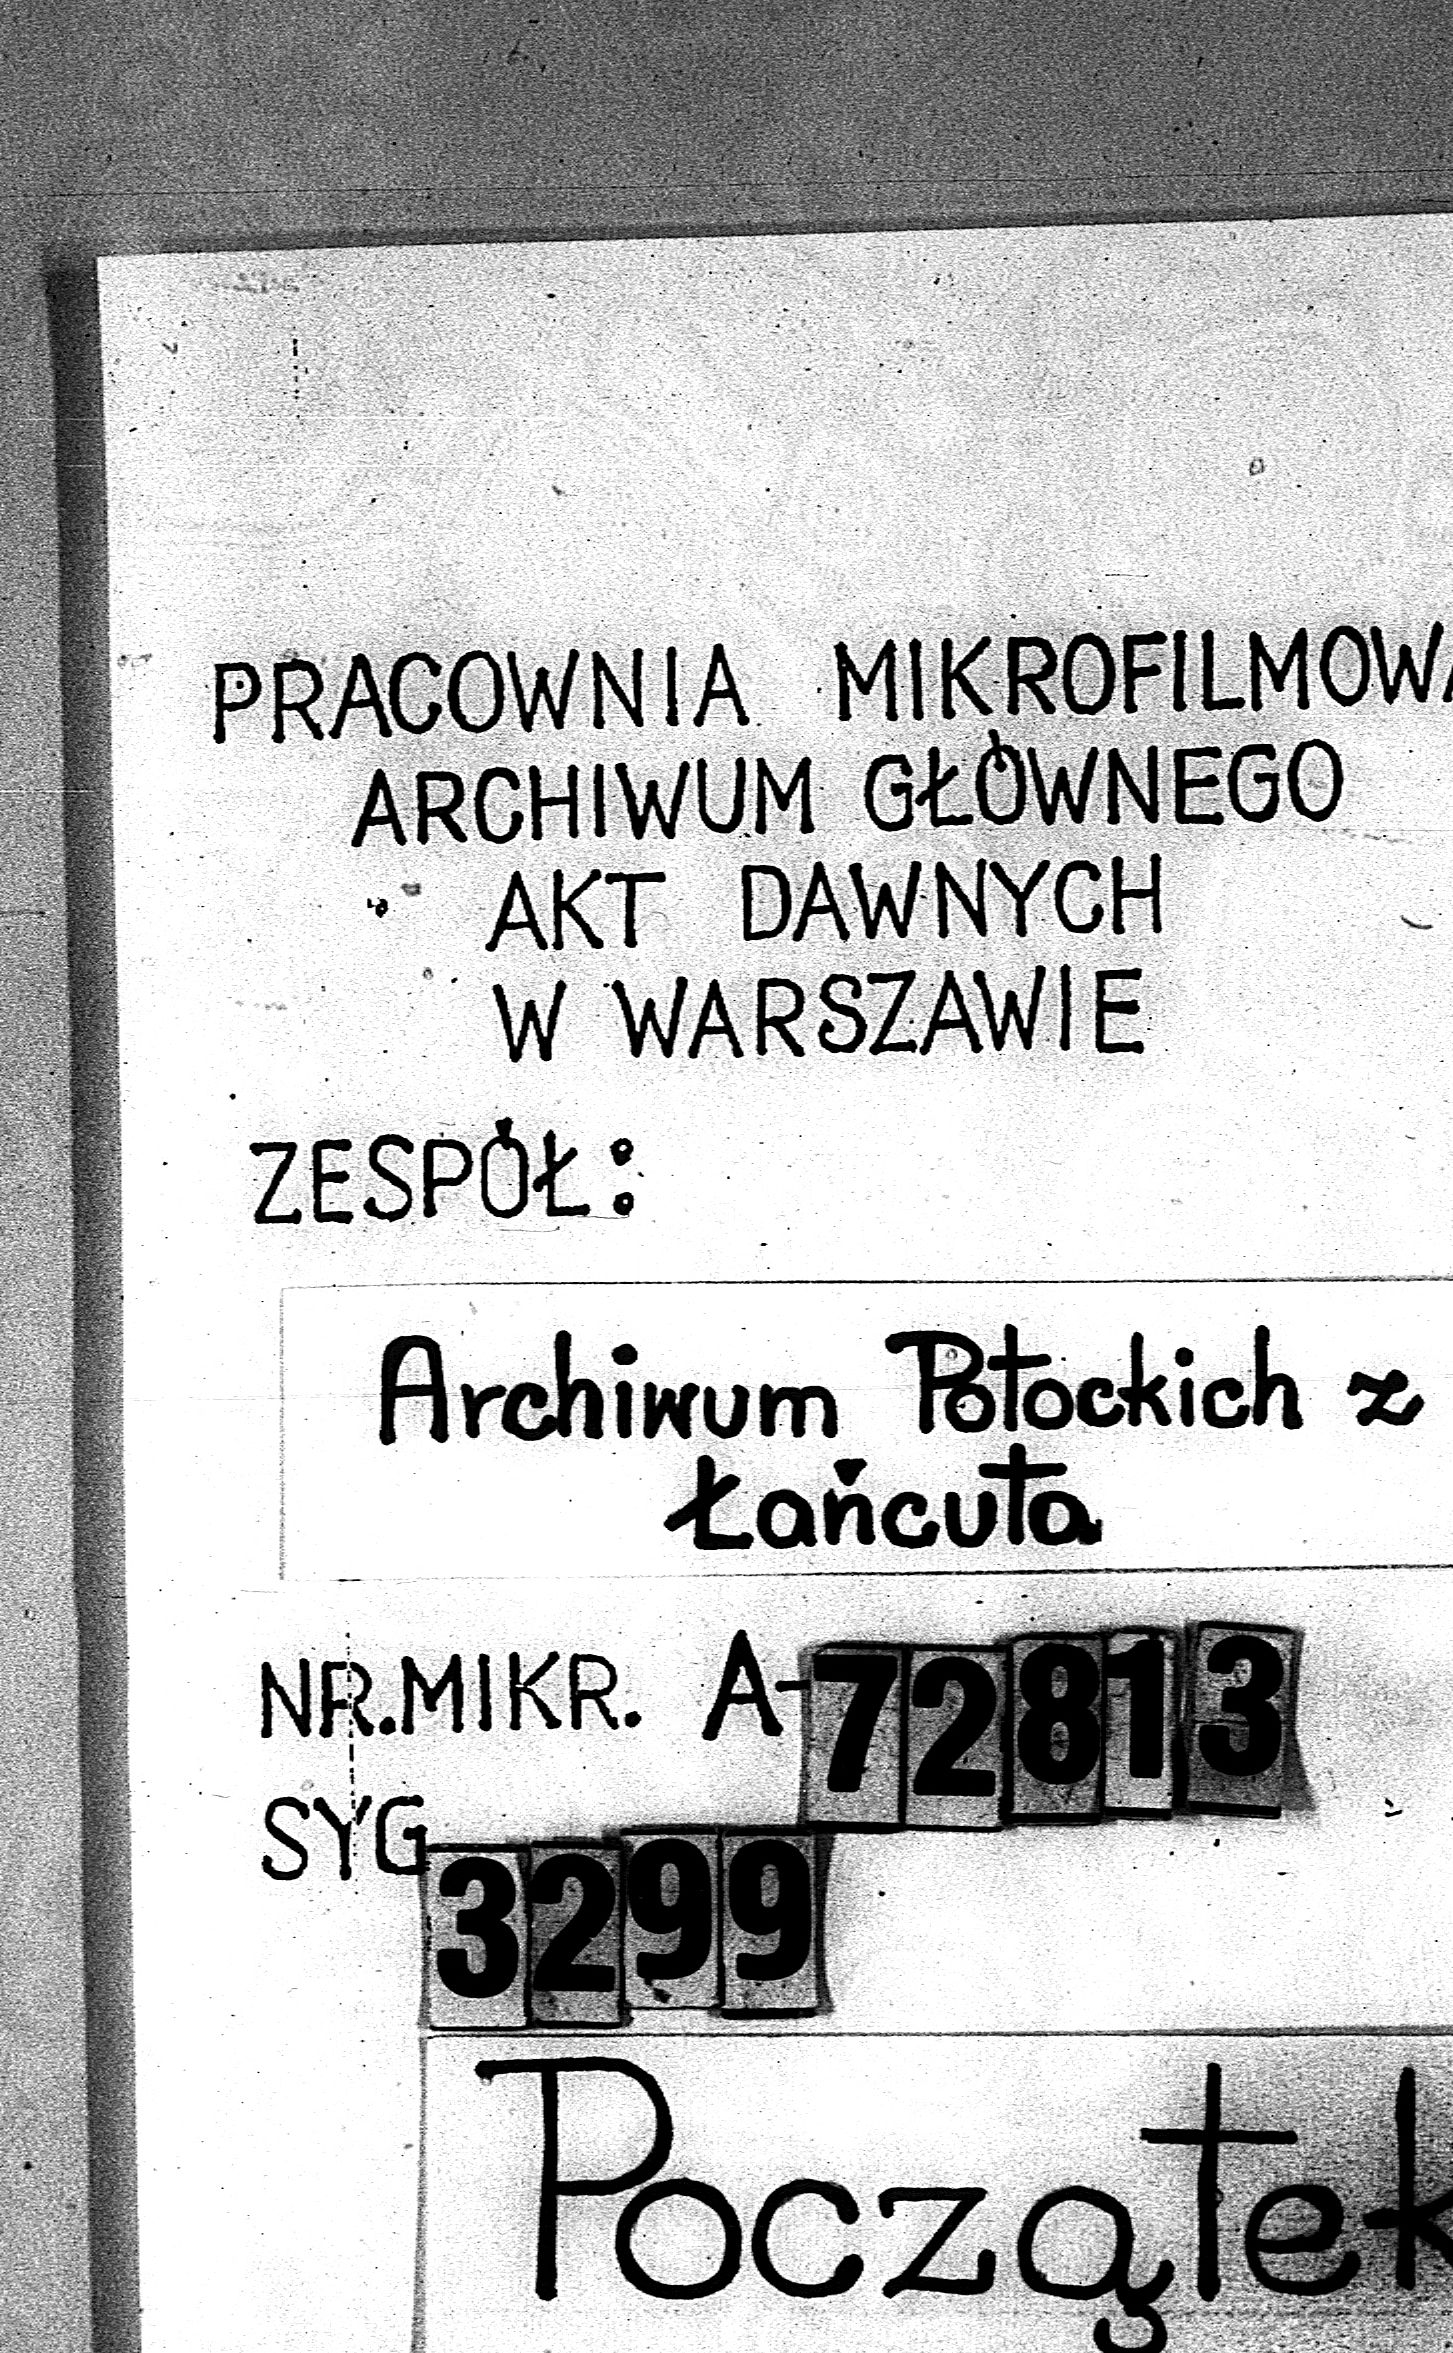 PRACOWNIA MIKROFILMOWA
ARCHIWUM GŁÓWNEGO
AKT DAWNYCH
W WARSZAWIE
ZESPÓŁ:
Archiwum Potockich z
Łańcuta
NR.MIKR. A-72813
SYG 3299
Początek